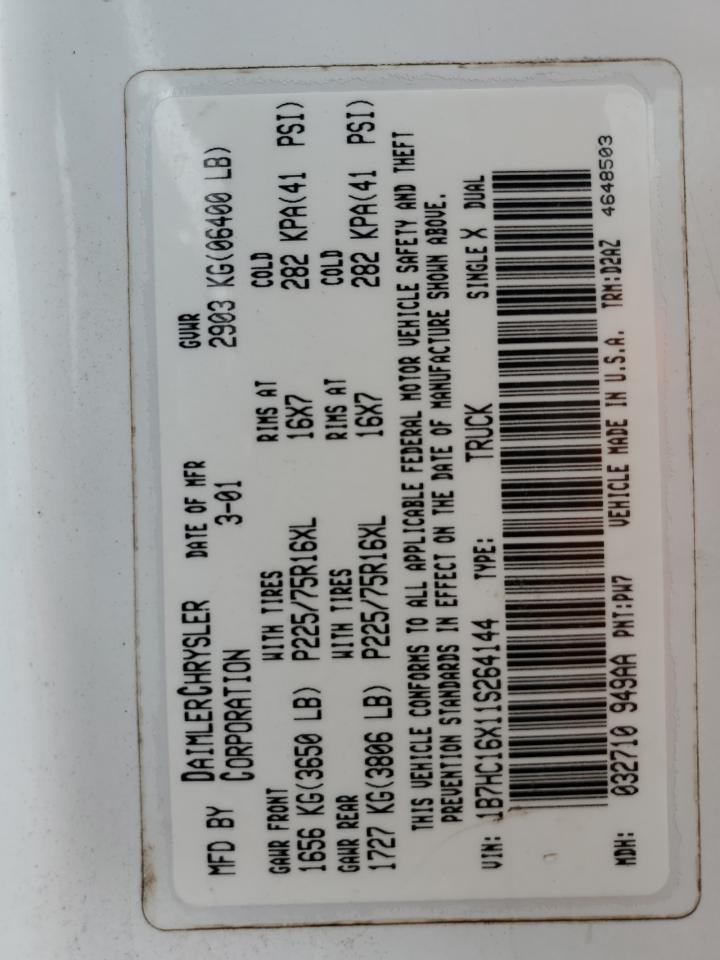 MFD BY DAIMLERCHRYSLER DATE OF MFR GVWR
CORPORATION 3-01 2903 KG(06400 LB)
GAWR FRONT WITH TIRES RIMS AT COLD
1656 KG(3650 LB) P225/75R16XL 16X7 282 KPA(41 PSI)
GAWR REAR WITH TIRES RIMS AT COLD
1727 KG(3806 LB) P225/75R16XL 16X7 282 KPA(41 PSI)
THIS VEHICLE CONFORMS TO ALL APPLICABLE FEDERAL MOTOR VEHICLE SAFETY AND THEFT
PREVENTION STANDARDS IN EFFECT ON THE DATE OF MANUFACTURE SHOWN ABOVE.
VIN: 1B7HC16X11S264144 TYPE: TRUCK SINGLE X DUAL
MDH: 032710 949AA PNT:PW7 VEHICLE MADE IN U.S.A. TRM:D2AZ 4648503